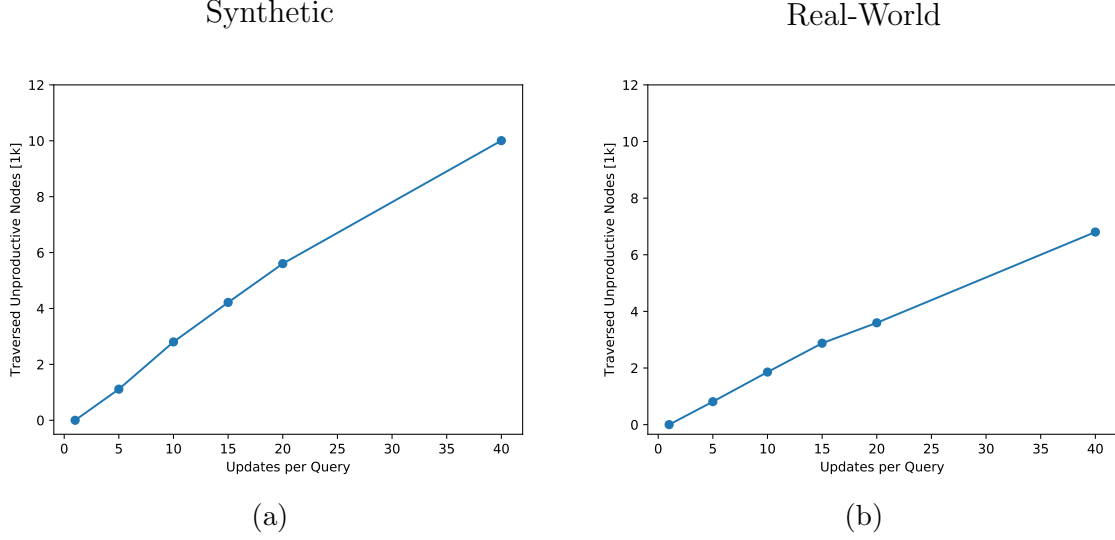 Synthetic
Real-World
12
10
8
6
4
2
0
Traversed Unproductive Nodes [1k]
0 5 10 15 20 25 30 35 40
Updates per Query
(a)
12
10
8
6
4
2
0
Traversed Unproductive Nodes [1k]
0 5 10 15 20 25 30 35 40
Updates per Query
(b)